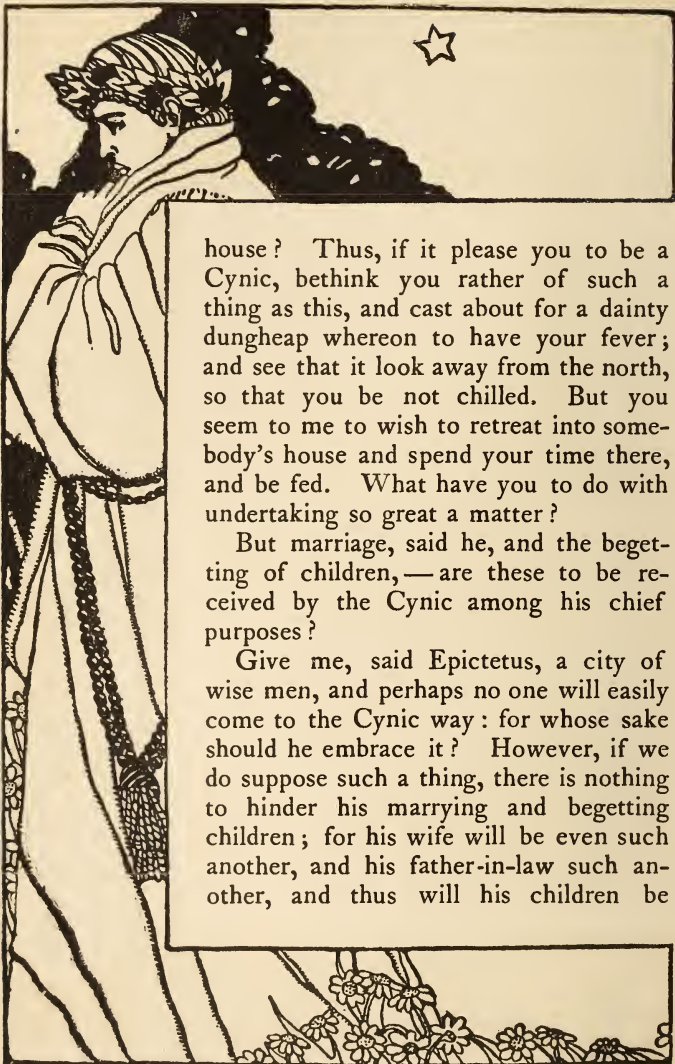 house? Thus, if it please you to be a
Cynic, bethink you rather of such a
thing as this, and cast about for a dainty
dungheap whereon to have your fever;
and see that it look away from the north,
so that you be not chilled. But you
seem to me to wish to retreat into some-
body's house and spend your time there,
and be fed. What have you to do with
undertaking so great a matter?
But marriage, said he, and the beget-
ting of children,—are these to be re-
ceived by the Cynic among his chief
purposes?
Give me, said Epictetus, a city of
wise men, and perhaps no one will easily
come to the Cynic way: for whose sake
should he embrace it? However, if we
do suppose such a thing, there is nothing
to hinder his marrying and begetting
children; for his wife will be even such
another, and his father-in-law such an-
other, and thus will his children be